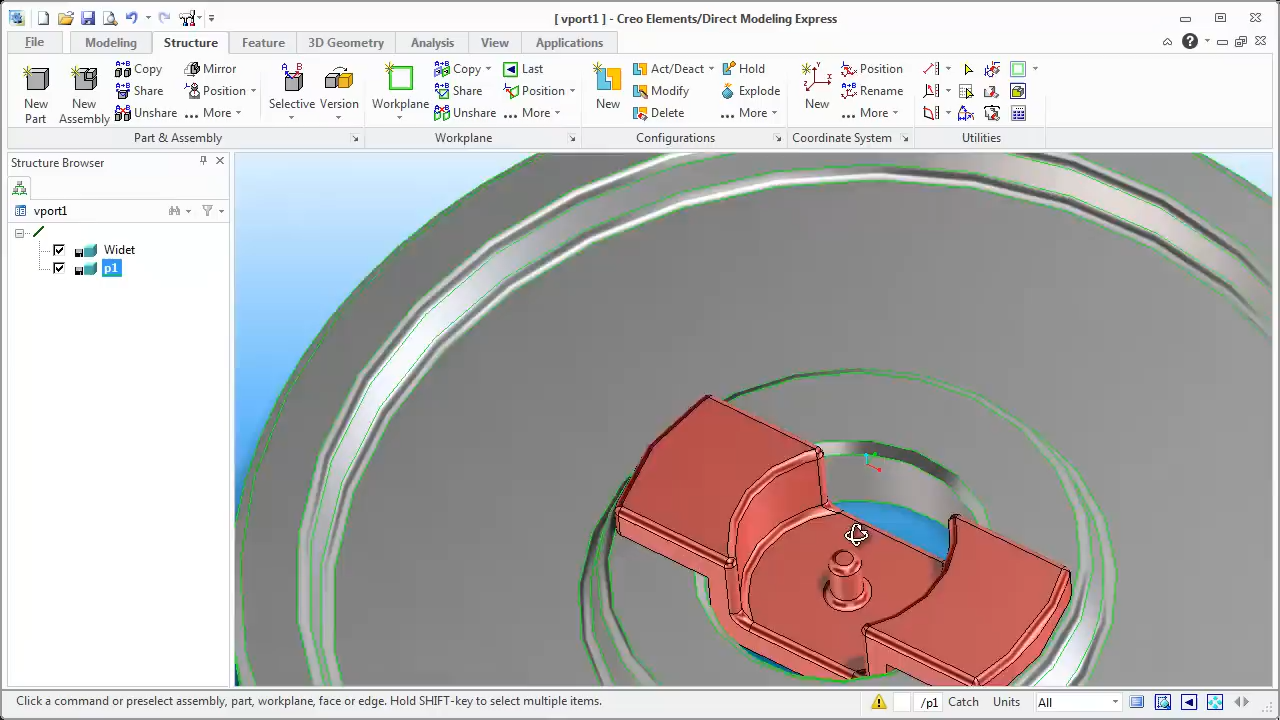 [ vport1 ] - Creo Elements/Direct Modeling Express
File Modeling Structure Feature 3D Geometry Analysis View Applications
Copy Mirror Copy Last Act/Deact Hold Position
Share Position Share Position Modify Explode Rename
New Part New Assembly Unshare More Selective Version Workplane Unshare More New Delete More New More
Part & Assembly Workplane Configurations Coordinate System Utilities
Structure Browser
vport1
Widet
p1
Click a command or preselect assembly, part, workplane, face or edge. Hold SHIFT-key to select multiple items. /p1 Catch Units All